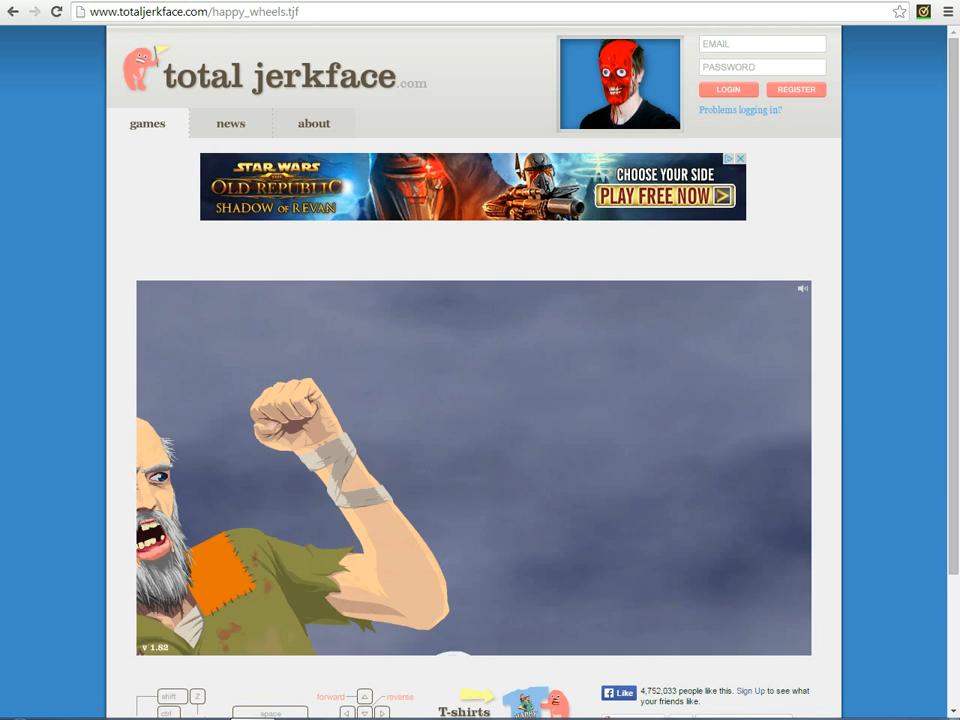 www.totaljerkface.com/happy_wheels.tjf
total jerkface.com
EMAIL
PASSWORD
LOGIN REGISTER
Problems logging in?
games news about
STAR WARS
THE
OLD REPUBLIC
SHADOW OF REVAN
CHOOSE YOUR SIDE
PLAY FREE NOW
v 1.82
shift Z
ctrl
space
forward reverse
T-shirts
Like 4,752,033 people like this. Sign Up to see what
your friends like.